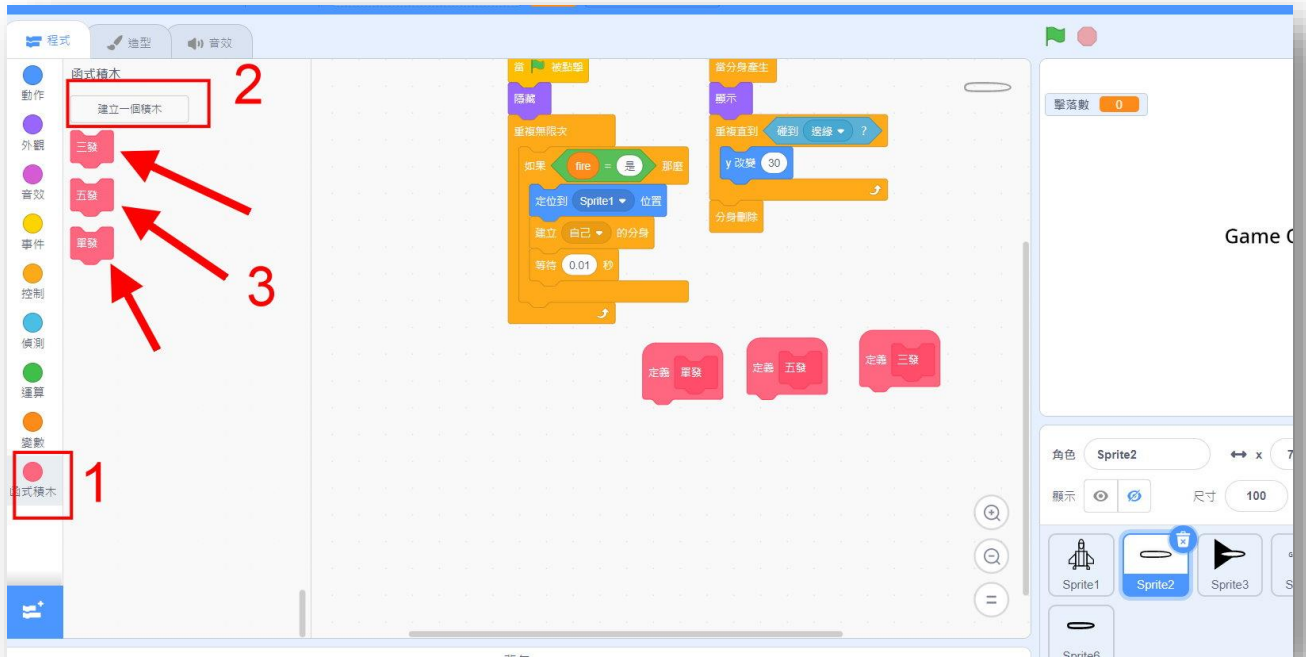 程式
造型
音效
動作
外觀
音效
事件
控制
偵測
運算
變數
函式積木
函式積木
建立一個積木
三發
五發
單發
1
2
3
當 被點擊
隱藏
重複無限次
如果 fire = 是 那麼
定位到 Sprite1 位置
建立 自己 的分身
等待 0.01 秒
當分身產生
顯示
重複直到 碰到 邊緣 ?
y 改變 30
分身刪除
定義 單發
定義 五發
定義 三發
擊落數 0
Game
角色 Sprite2 x 7
顯示 尺寸 100
Sprite1
Sprite2
Sprite3
Sprite6